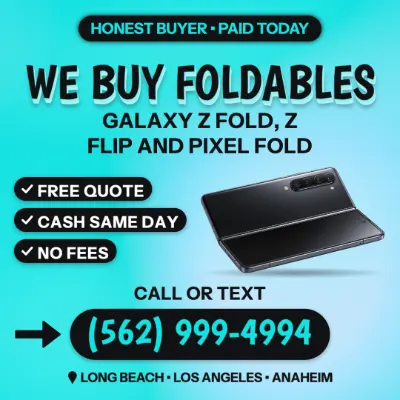 HONEST BUYER • PAID TODAY
WE BUY FOLDABLES
GALAXY Z FOLD, Z
FLIP AND PIXEL FOLD
FREE QUOTE
CASH SAME DAY
NO FEES
CALL OR TEXT
(562) 999-4994
LONG BEACH • LOS ANGELES • ANAHEIM